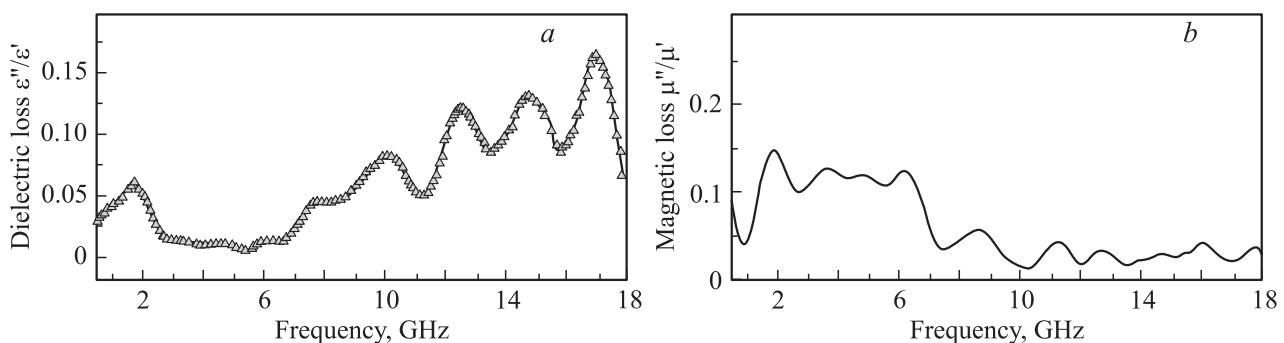 a
0.15
0.10
0.05
0
Dielectric loss ε"/ε'
2
6
10
14
18
Frequency, GHz
b
0.2
0.1
0
Magnetic loss μ"/μ'
2
6
10
14
18
Frequency, GHz